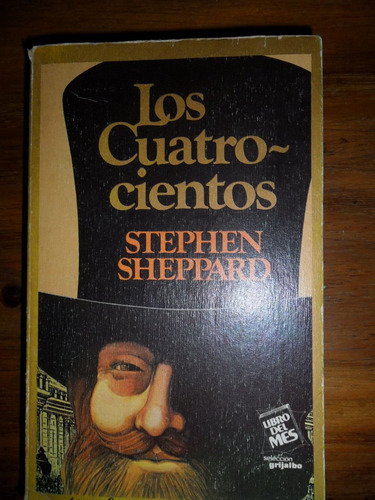 Los
Cuatro-
cientos
STEPHEN
SHEPPARD
LIBRO
DEL
MES
selección
grijalbo